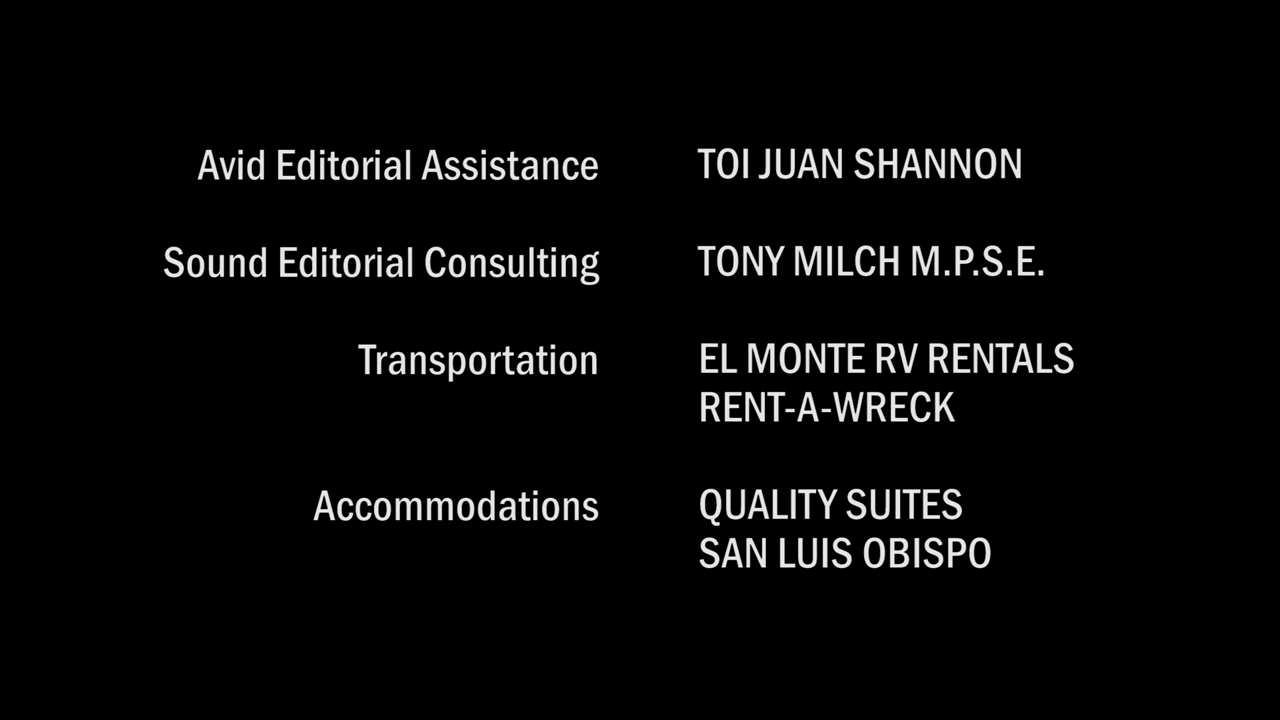 Avid Editorial Assistance TOI JUAN SHANNON
Sound Editorial Consulting TONY MILCH M.P.S.E.
Transportation EL MONTE RV RENTALS
RENT-A-WRECK
Accommodations QUALITY SUITES
SAN LUIS OBISPO